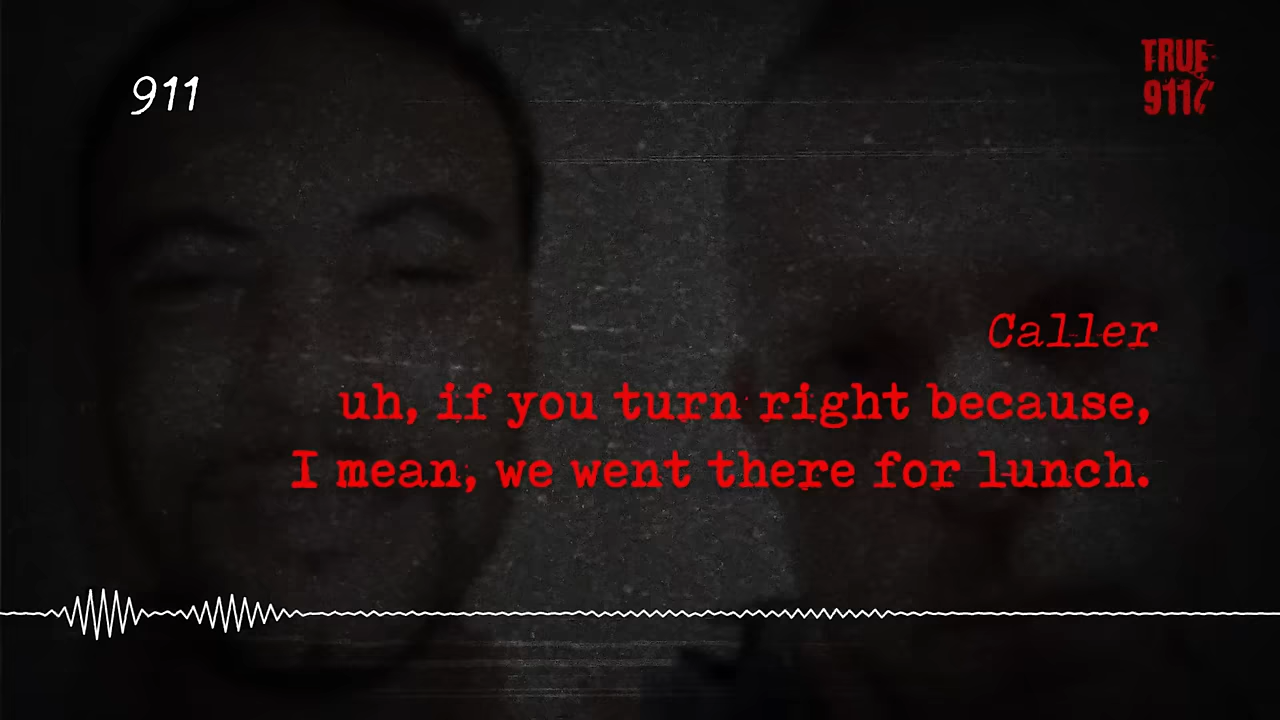 911
TRUE
911
Caller
uh, if you turn right because,
I mean, we went there for lunch.